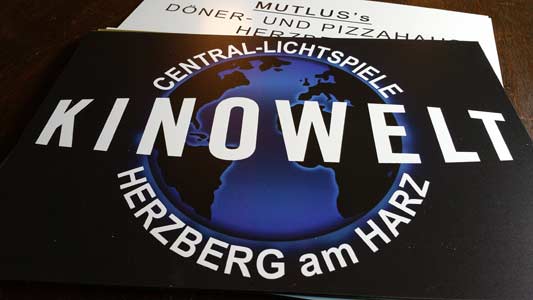 MUTLUS's
DÖNER- UND PIZZAHAUS
CENTRAL-LICHTSPIELE
KINOWELT
HERZBERG am HARZ